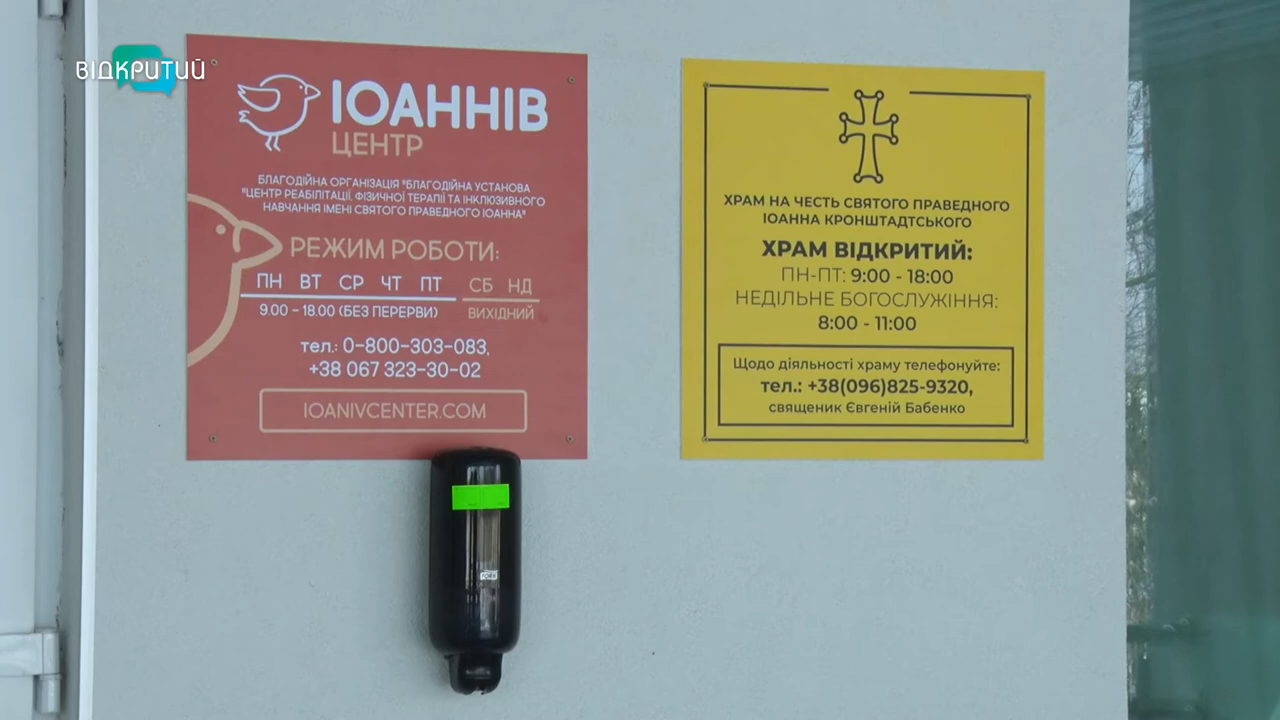 ВІДКРИТИЙ
ІОАННІВ
ЦЕНТР
БЛАГОДІЙНА ОРГАНІЗАЦІЯ "БЛАГОДІЙНА УСТАНОВА
"ЦЕНТР РЕАБІЛІТАЦІЇ, ФІЗИЧНОЇ ТЕРАПІЇ ТА ІНКЛЮЗИВНОГО
НАВЧАННЯ ІМЕНІ СВЯТОГО ПРАВЕДНОГО ІОАННА"
РЕЖИМ РОБОТИ:
ПН ВТ СР ЧТ ПТ СБ НД
9.00 – 18.00 (БЕЗ ПЕРЕРВИ) ВИХІДНИЙ
тел.: 0-800-303-083,
+38 067 323-30-02
IOANIVCENTER.COM
ХРАМ НА ЧЕСТЬ СВЯТОГО ПРАВЕДНОГО
ІОАННА КРОНШТАДТСЬКОГО
ХРАМ ВІДКРИТИЙ:
ПН-ПТ: 9:00 - 18:00
НЕДІЛЬНЕ БОГОСЛУЖІННЯ:
8:00 - 11:00
Щодо діяльності храму телефонуйте:
тел.: +38(096)825-9320,
священик Євгеній Бабенко
TORK